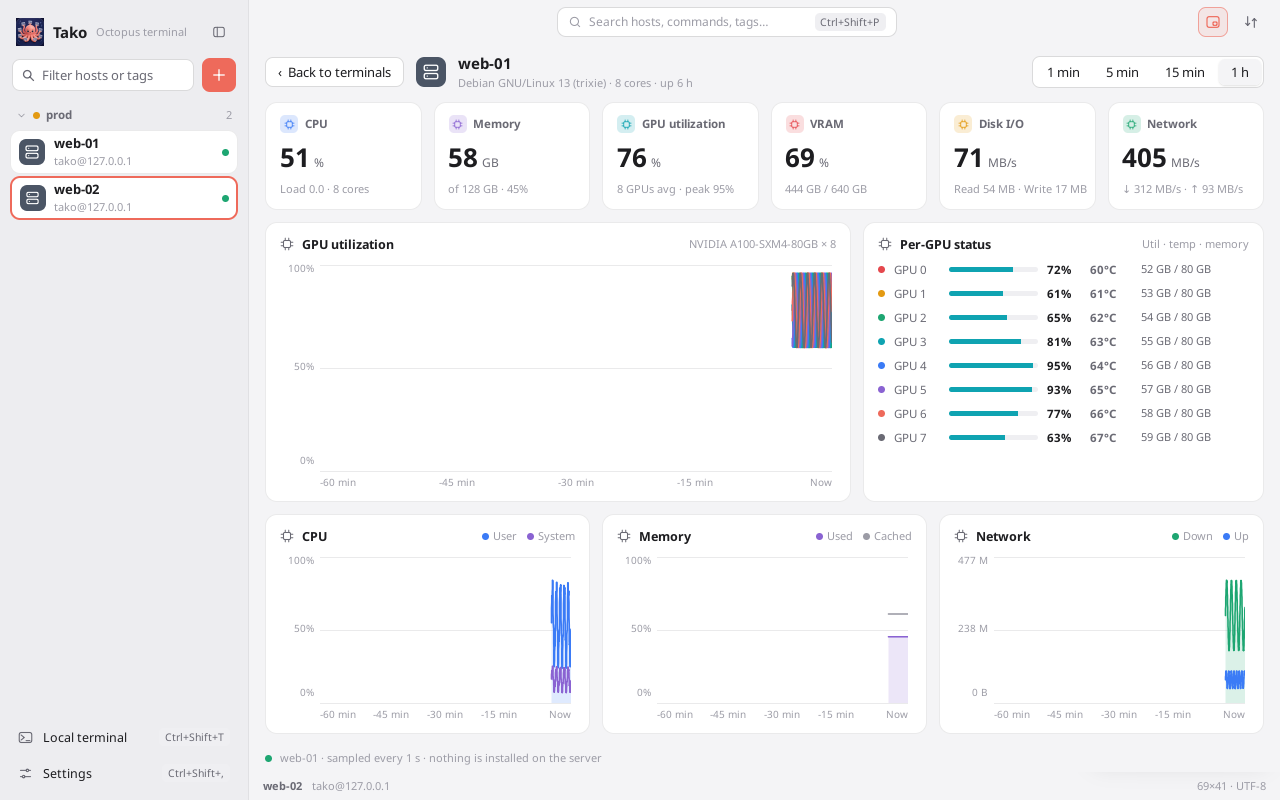 Tako Octopus terminal
Search hosts, commands, tags... Ctrl+Shift+P
Filter hosts or tags
+
prod 2
web-01
tako@127.0.0.1
web-02
tako@127.0.0.1
Local terminal Ctrl+Shift+T
Settings Ctrl+Shift+,
‹ Back to terminals
web-01
Debian GNU/Linux 13 (trixie) · 8 cores · up 6 h
1 min 5 min 15 min 1 h
CPU
51 %
Load 0.0 · 8 cores
Memory
58 GB
of 128 GB · 45%
GPU utilization
76 %
8 GPUs avg · peak 95%
VRAM
69 %
444 GB / 640 GB
Disk I/O
71 MB/s
Read 54 MB · Write 17 MB
Network
405 MB/s
↓ 312 MB/s · ↑ 93 MB/s
GPU utilization NVIDIA A100-SXM4-80GB × 8
100%
50%
0%
-60 min -45 min -30 min -15 min Now
Per-GPU status Util · temp · memory
GPU 0 72% 60°C 52 GB / 80 GB
GPU 1 61% 61°C 53 GB / 80 GB
GPU 2 65% 62°C 54 GB / 80 GB
GPU 3 81% 63°C 55 GB / 80 GB
GPU 4 95% 64°C 56 GB / 80 GB
GPU 5 93% 65°C 57 GB / 80 GB
GPU 6 77% 66°C 58 GB / 80 GB
GPU 7 63% 67°C 59 GB / 80 GB
CPU User System
100%
50%
0%
-60 min -45 min -30 min -15 min Now
Memory Used Cached
100%
50%
0%
-60 min -45 min -30 min -15 min Now
Network Down Up
477 M
238 M
0 B
-60 min -45 min -30 min -15 min Now
web-01 · sampled every 1 s · nothing is installed on the server
web-02 tako@127.0.0.1 69×41 · UTF-8